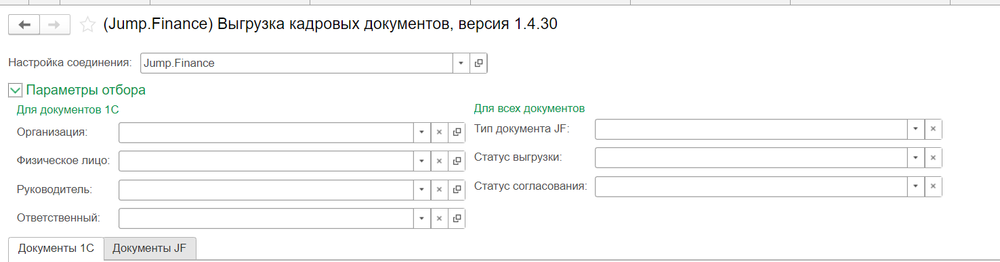 (Jump.Finance) Выгрузка кадровых документов, версия 1.4.30
Настройка соединения: Jump.Finance
Параметры отбора
Для документов 1С
Организация:
Физическое лицо:
Руководитель:
Ответственный:
Для всех документов
Тип документа JF:
Статус выгрузки:
Статус согласования:
Документы 1С Документы JF